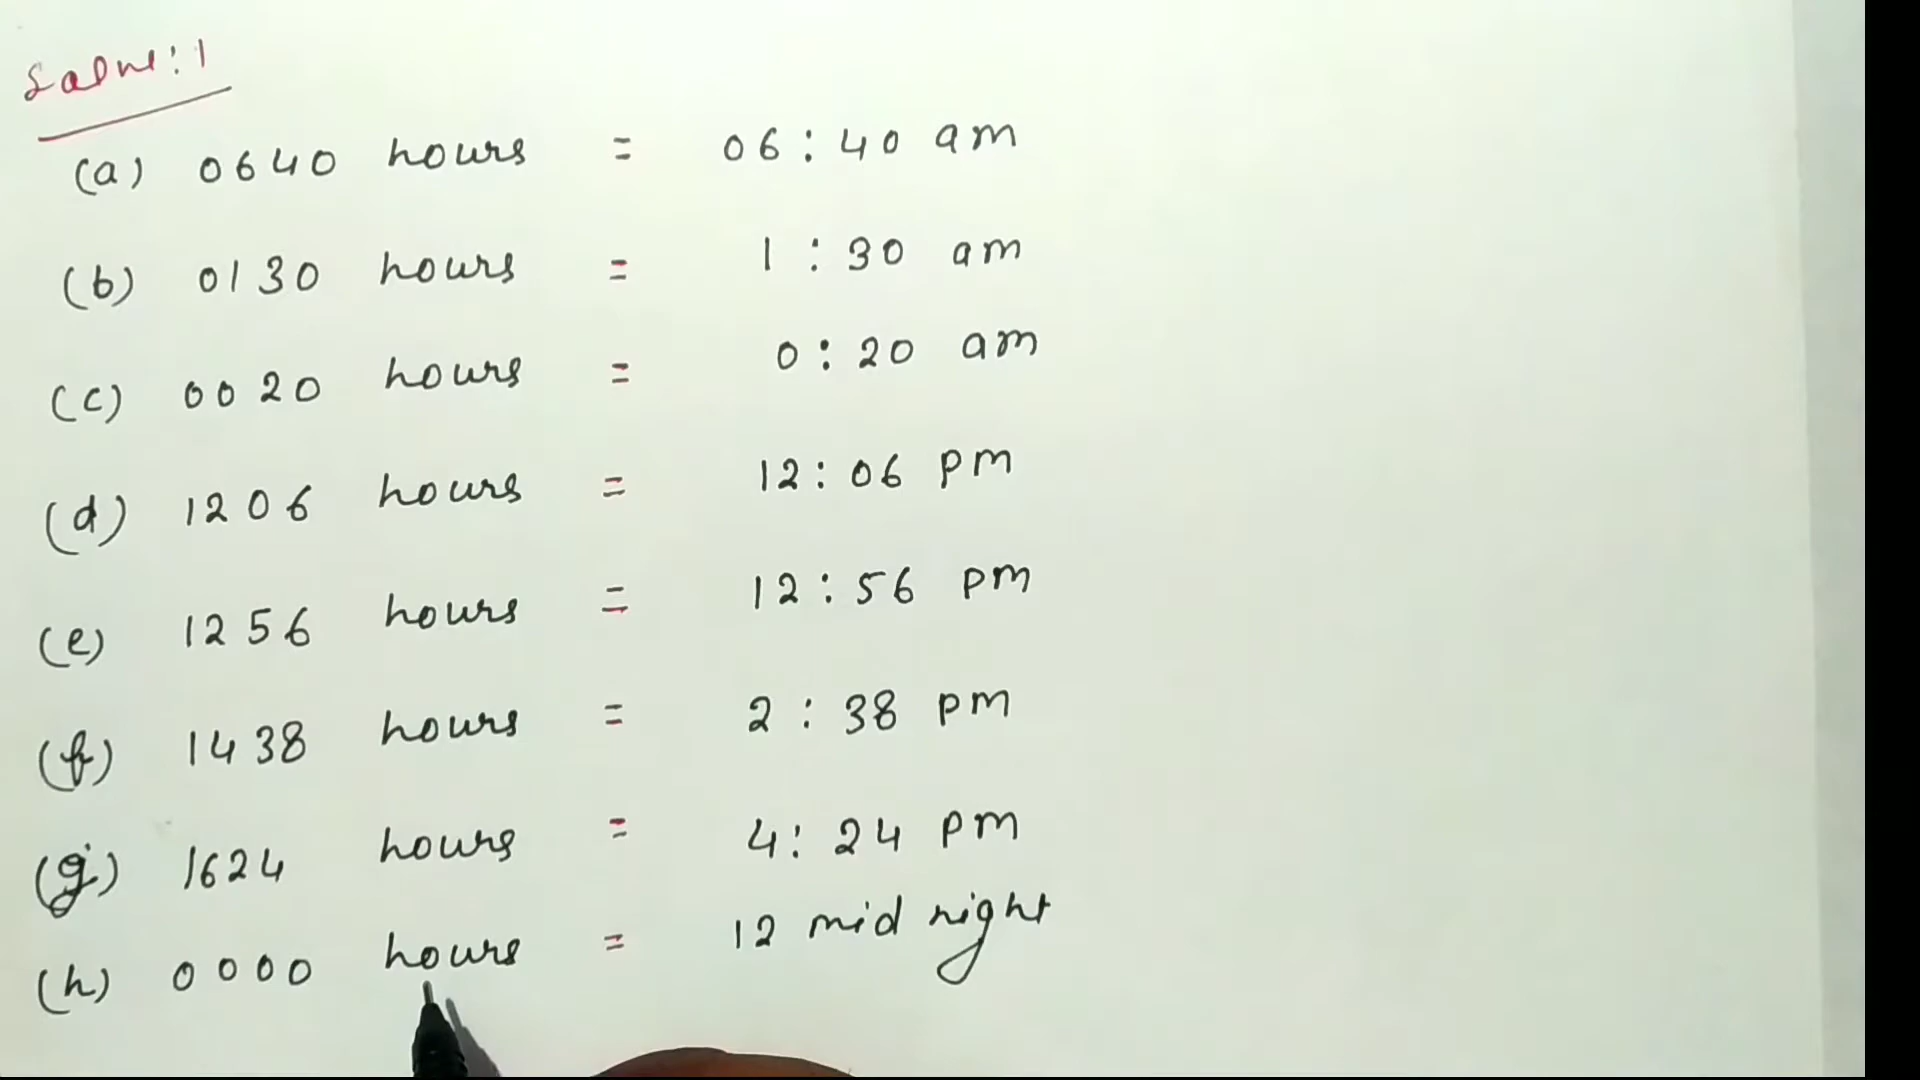 (a) 0640 hours = 06:40 am
(b) 0130 hours = 1:30 am
(c) 0020 hours = 0:20 am
(d) 1206 hours = 12:06 pm
(e) 1256 hours = 12:56 pm
(f) 1438 hours = 2:38 pm
(g) 1624 hours = 4:24 pm
(h) 0000 hours = 12 mid night